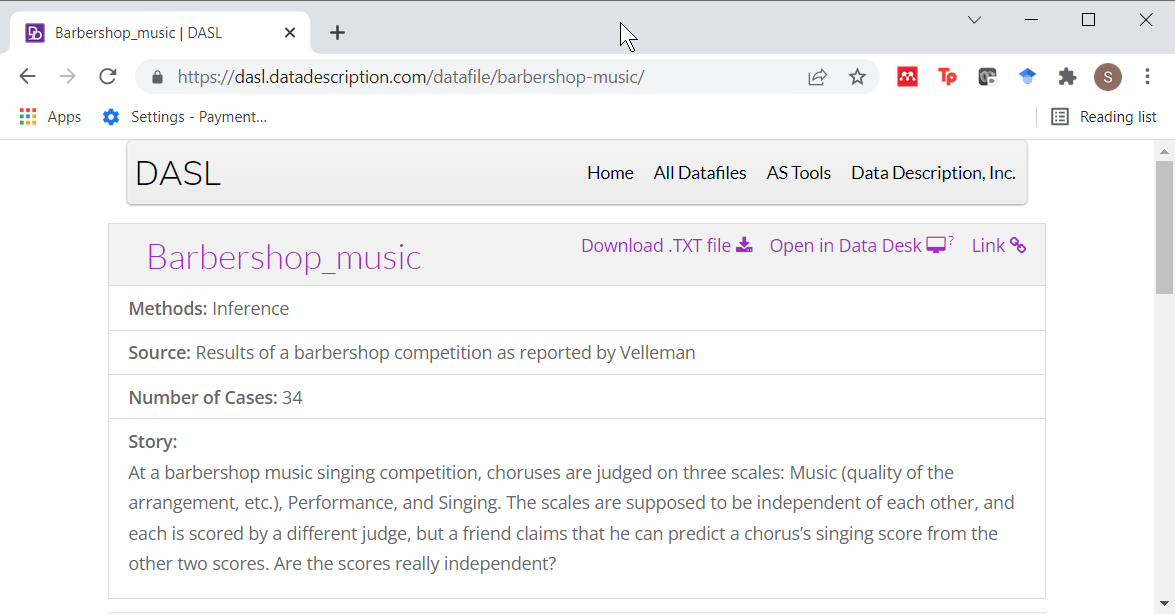 Barbershop_music | DASL
https://dasl.datadescription.com/datafile/barbershop-music/
Tp
S
Apps
Settings - Payment...
Reading list
DASL
Home All Datafiles AS Tools Data Description, Inc.
Barbershop_music
Download .TXT file Open in Data Desk ? Link
Methods: Inference
Source: Results of a barbershop competition as reported by Velleman
Number of Cases: 34
Story:
At a barbershop music singing competition, choruses are judged on three scales: Music (quality of the
arrangement, etc.), Performance, and Singing. The scales are supposed to be independent of each other, and
each is scored by a different judge, but a friend claims that he can predict a chorus’s singing score from the
other two scores. Are the scores really independent?